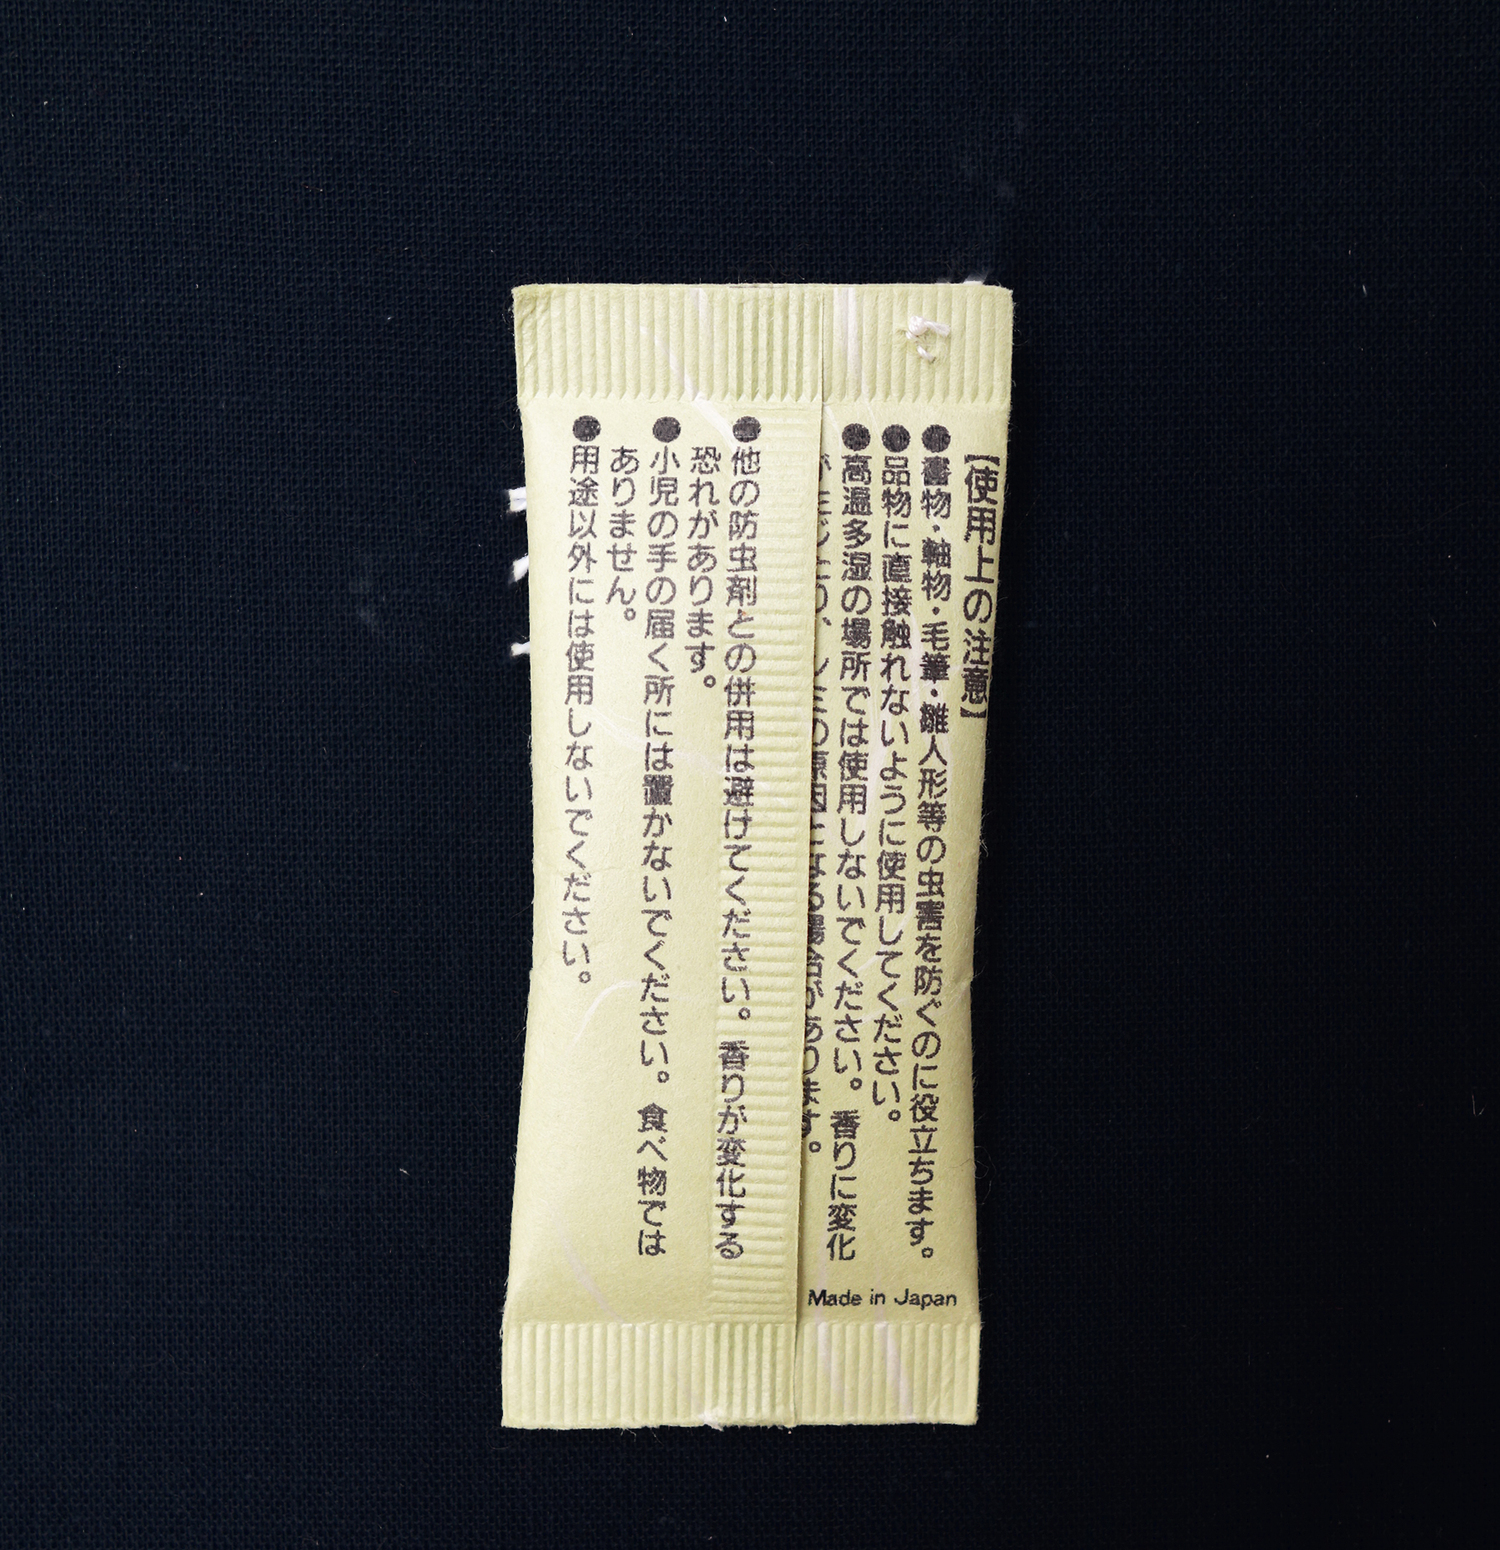 【使用上の注意】
●書物・軸物・毛筆・雛人形等の虫害を防ぐのに役立ちます。
●品物に直接触れないように使用してください。
●高温多湿の場所では使用しないでください。香りに変化
が生じたり、シミの原因となる場合があります。
●他の防虫剤との併用は避けてください。香りが変化する
恐れがあります。
●小児の手の届く所には置かないでください。食べ物では
ありません。
●用途以外には使用しないでください。
Made in Japan